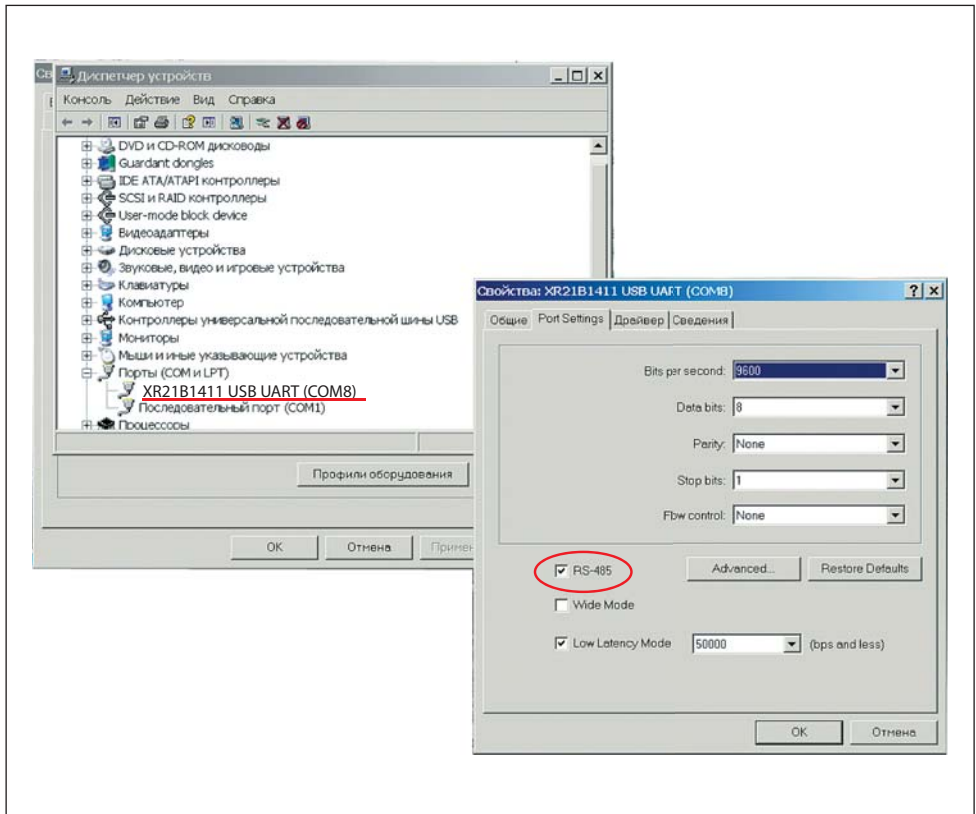 Св
Диспетчер устройств
Консоль Действие Вид Справка
DVD и CD-ROM дисководы
Guardant dongles
IDE ATA/ATAPI контроллеры
SCSI и RAID контроллеры
User-mode block device
Видеоадаптеры
Дисковые устройства
Звуковые, видео и игровые устройства
Клавиатуры
Компьютер
Контроллеры универсальной последовательной шины USB
Мониторы
Мыши и иные указывающие устройства
Порты (COM и LPT)
XR21B1411 USB UART (COM8)
Последовательный порт (COM1)
Процессоры
Профили оборудования
OK Отмена Примен
Свойства: XR21B1411 USB UART (COM8)
Общие Port Settings Драйвер Сведения
Bits per second: 9600
Data bits: 8
Parity: None
Stop bits: 1
Flow control: None
RS-485 Advanced... Restore Defaults
Wide Mode
Low Latency Mode 50000 (bps and less)
OK Отмена